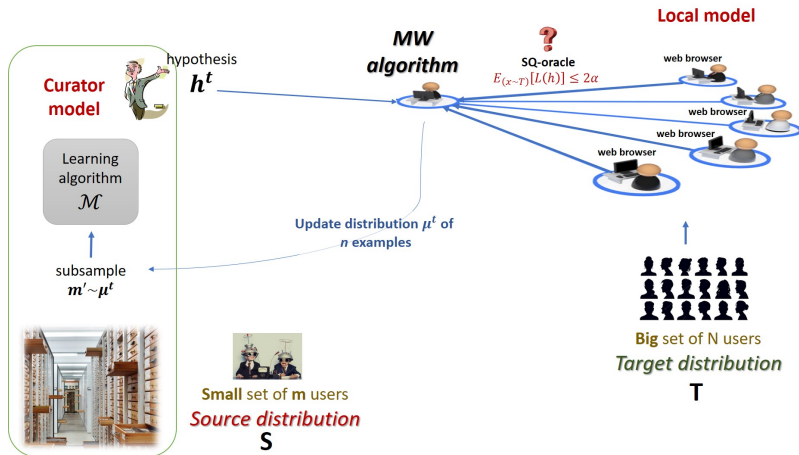 Curator
model
hypothesis
h^t
MW
algorithm
?
SQ-oracle
E_(x~T)[L(h)] ≤ 2α
Local model
web browser
web browser
web browser
web browser
web browser
Learning
algorithm
ℳ
Update distribution μ^t of
n examples
subsample
m'~μ^t
Small set of m users
Source distribution
S
Big set of N users
Target distribution
T